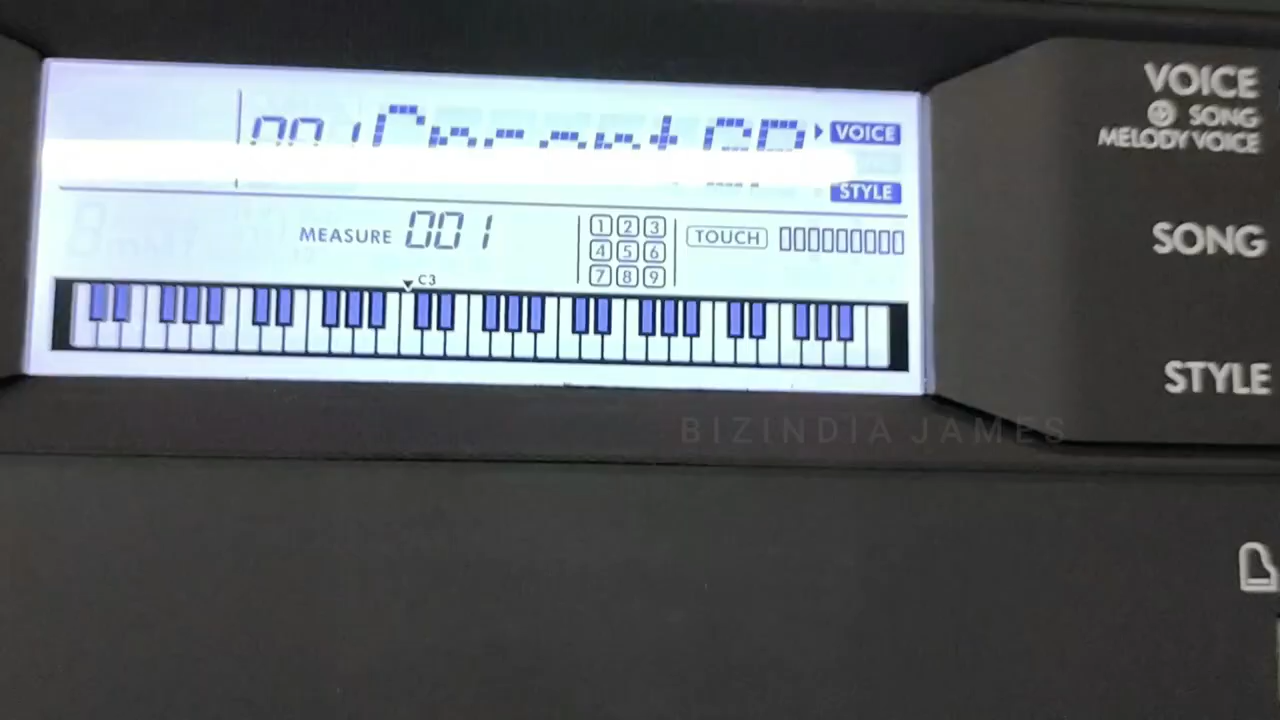 VOICE
STYLE
MEASURE 001
1 2 3
4 5 6
7 8 9
TOUCH
C3
VOICE
SONG
MELODY VOICE
SONG
STYLE
BIZINDIA JAMES